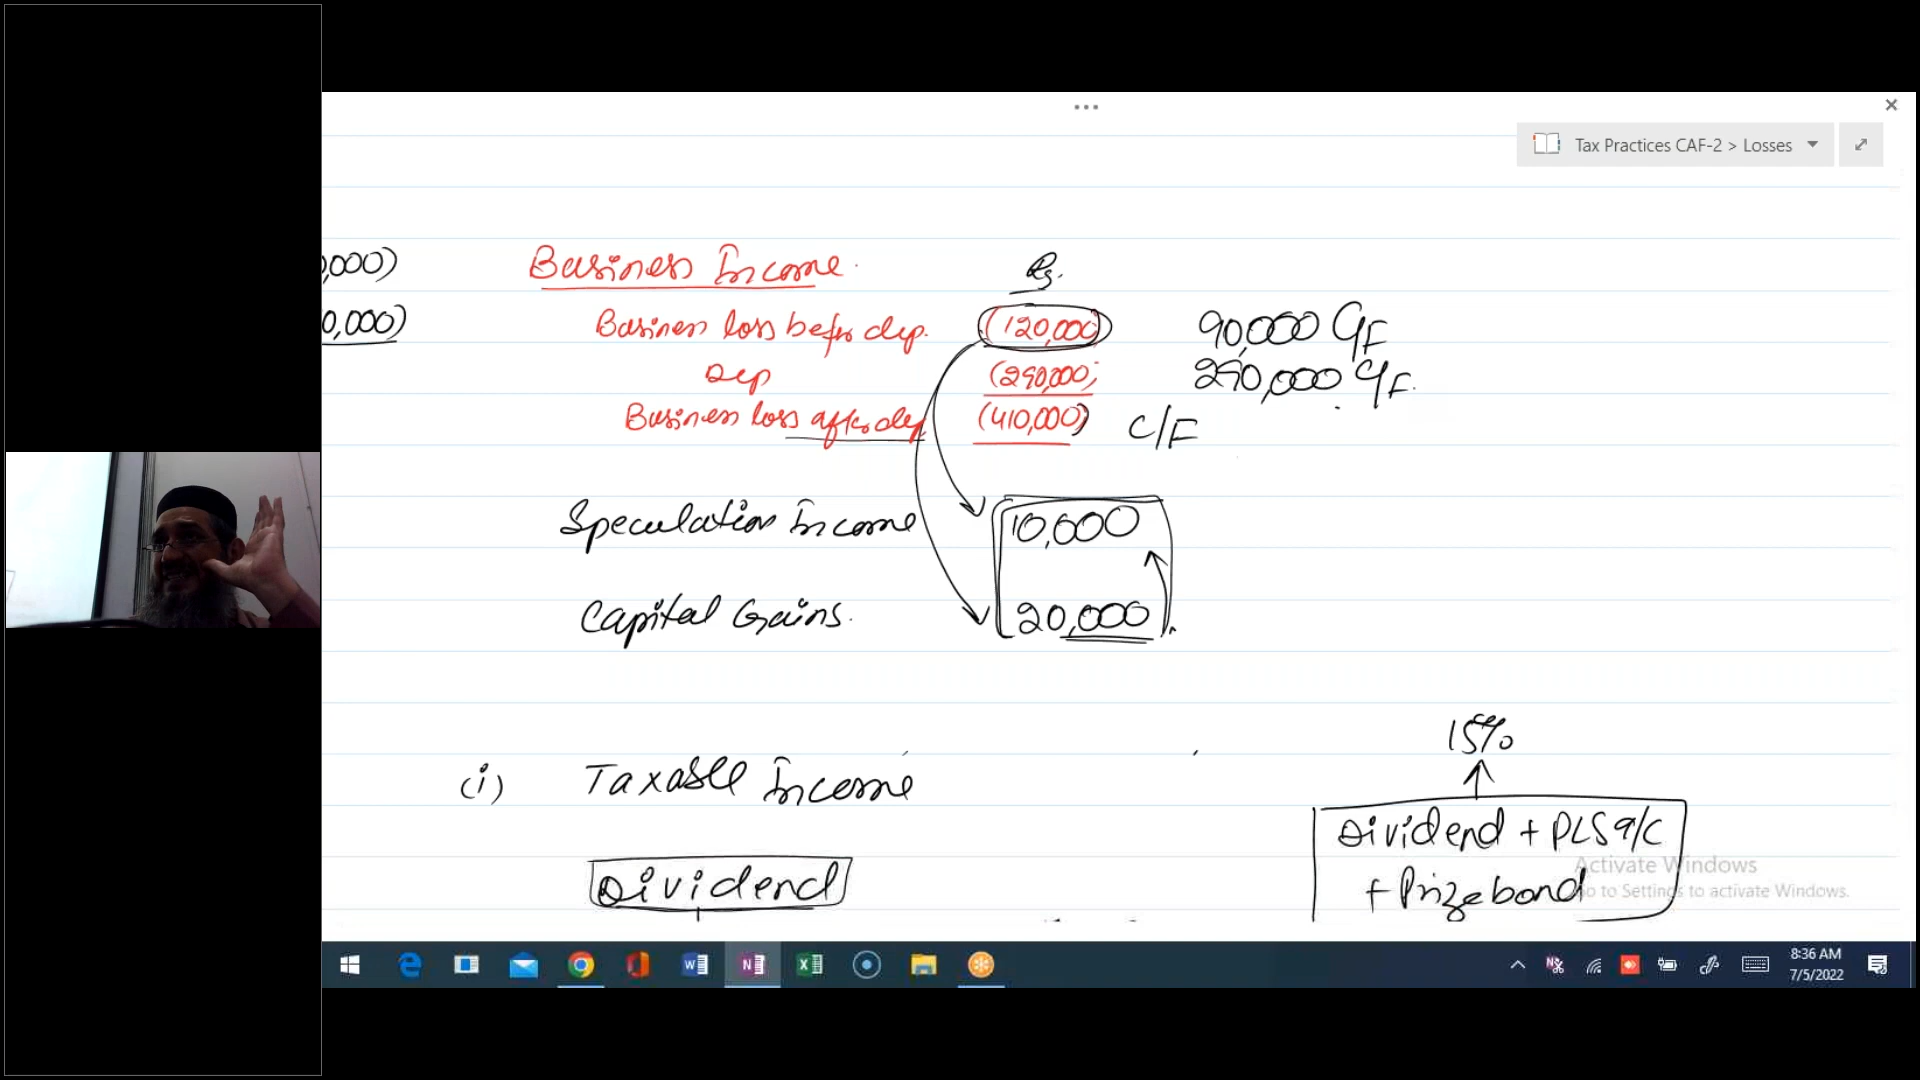 •••
Tax Practices CAF-2 > Losses
,000) Business Income Rs.
0,000) Business loss before dep. (120,000) 90,000 C/F
Dep (290,000) 290,000 C/F.
Business loss after dep (410,000) C/F
Speculation Income 10,000
Capital Gains. 20,000
15%
(i) Taxable Income
Dividend + PLS a/c
Activate Windows
Dividend + Prizebond
Go to Settings to activate Windows.
8:36 AM
7/5/2022